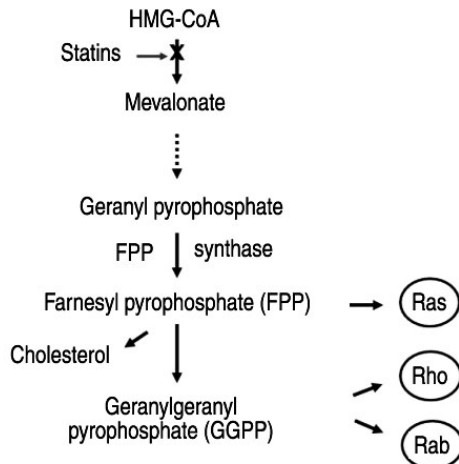 HMG-CoA
Statins
Mevalonate
Geranyl pyrophosphate
FPP synthase
Farnesyl pyrophosphate (FPP)
Ras
Cholesterol
Rho
Geranylgeranyl
pyrophosphate (GGPP)
Rab